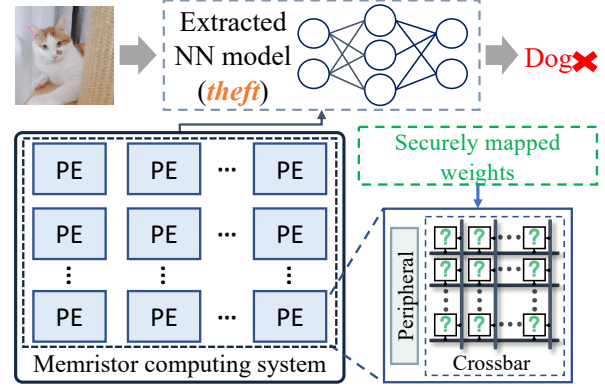 Extracted
NN model
(theft)
Dog
Securely mapped
weights
PE PE ... PE
PE PE ... PE
PE PE ... PE
Memristor computing system
Peripheral
? ? ?
? ? ?
? ? ?
Crossbar